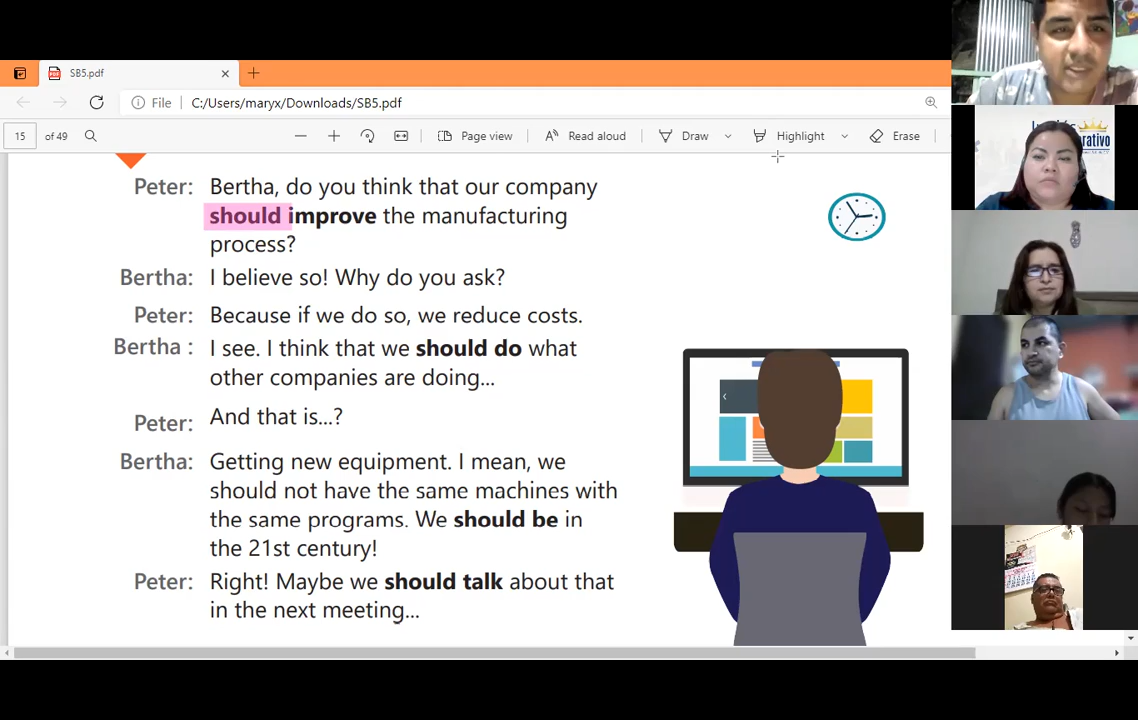 SB5.pdf
File C:/Users/maryx/Downloads/SB5.pdf
15 of 49 Page view Read aloud Draw Highlight Erase
Peter: Bertha, do you think that our company
should improve the manufacturing
process?
Bertha: I believe so! Why do you ask?
Peter: Because if we do so, we reduce costs.
Bertha : I see. I think that we should do what
other companies are doing...
Peter: And that is...?
Bertha: Getting new equipment. I mean, we
should not have the same machines with
the same programs. We should be in
the 21st century!
Peter: Right! Maybe we should talk about that
in the next meeting...